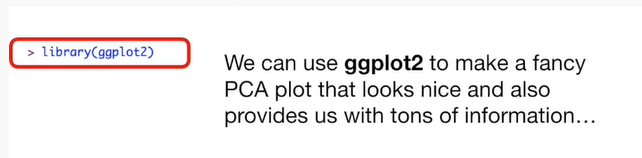 > library(ggplot2)
We can use ggplot2 to make a fancy
PCA plot that looks nice and also
provides us with tons of information…